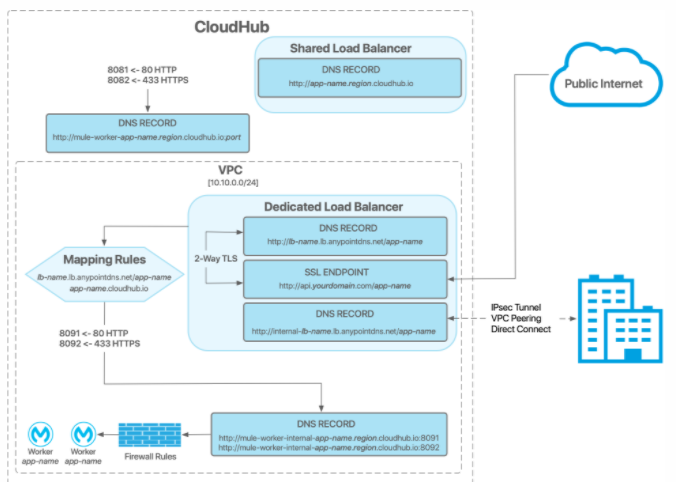 CloudHub
Shared Load Balancer
DNS RECORD
http://app-name.region.cloudhub.io
Public Internet
8081 <- 80 HTTP
8082 <- 433 HTTPS
DNS RECORD
http://mule-worker-app-name.region.cloudhub.io:port
VPC
[10.10.0.0/24]
Dedicated Load Balancer
DNS RECORD
http://lb-name.lb.anypointdns.net/app-name
2-Way TLS
SSL ENDPOINT
http://api.yourdomain.com/app-name
DNS RECORD
http://internal-lb-name.lb.anypointdns.net/app-name
Mapping Rules
lb-name.lb.anypointdns.net/app-name
app-name.cloudhub.io
IPsec Tunnel
VPC Peering
Direct Connect
8091 <- 80 HTTP
8092 <- 433 HTTPS
DNS RECORD
http://mule-worker-internal-app-name.region.cloudhub.io:8091
http://mule-worker-internal-app-name.region.cloudhub.io:8092
Firewall Rules
Worker
app-name
Worker
app-name